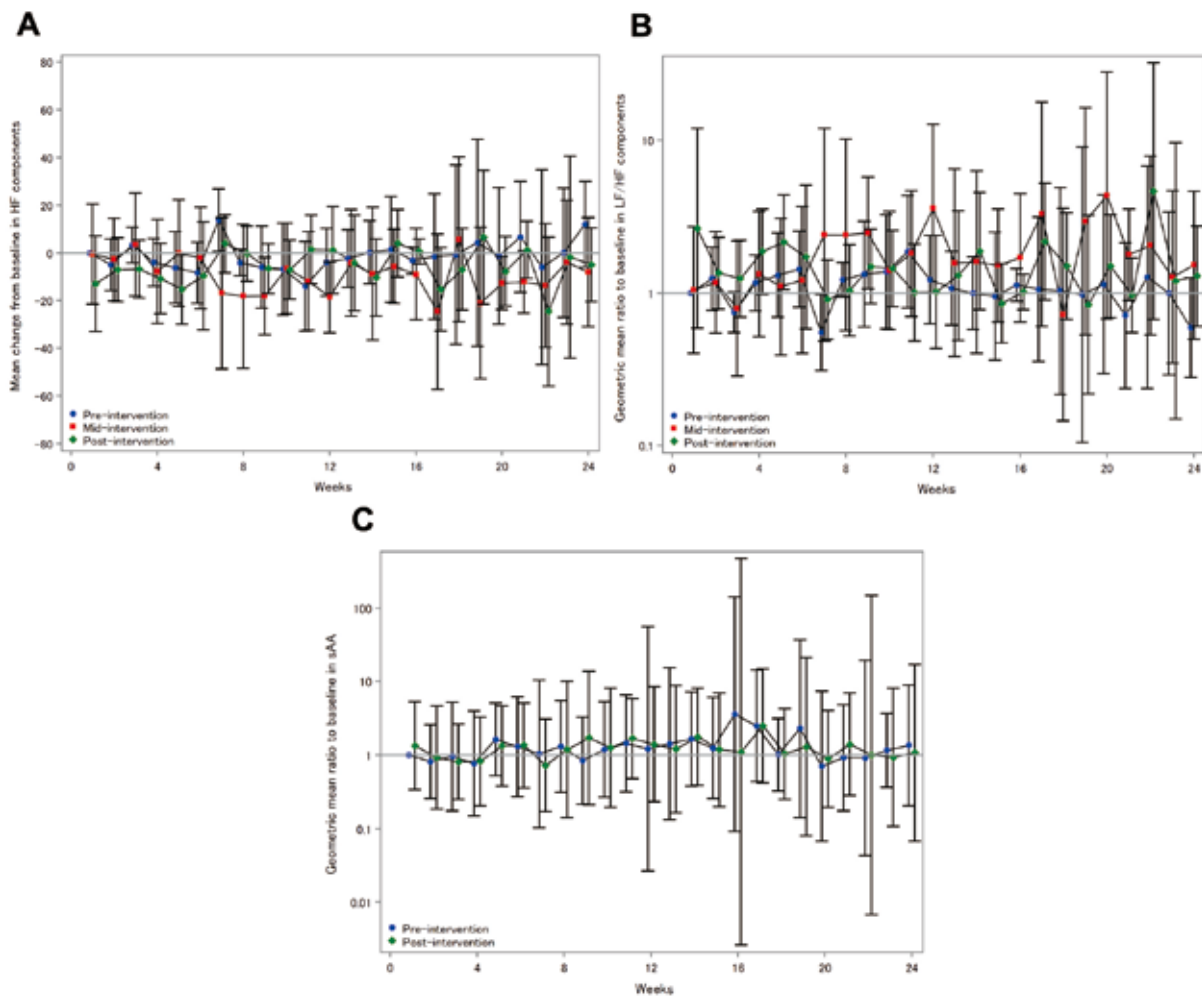 A
Mean change from baseline in HF components
80
60
40
20
0
-20
-40
-60
-80
Pre-intervention
Mid-intervention
Post-intervention
0 4 8 12 16 20 24
Weeks
B
Geometric mean ratio to baseline in LF/HF components
10
1
0.1
Pre-intervention
Mid-intervention
Post-intervention
0 4 8 12 16 20 24
Weeks
C
Geometric mean ratio to baseline in sAA
100
10
1
0.1
0.01
Pre-intervention
Post-intervention
0 4 8 12 16 20 24
Weeks